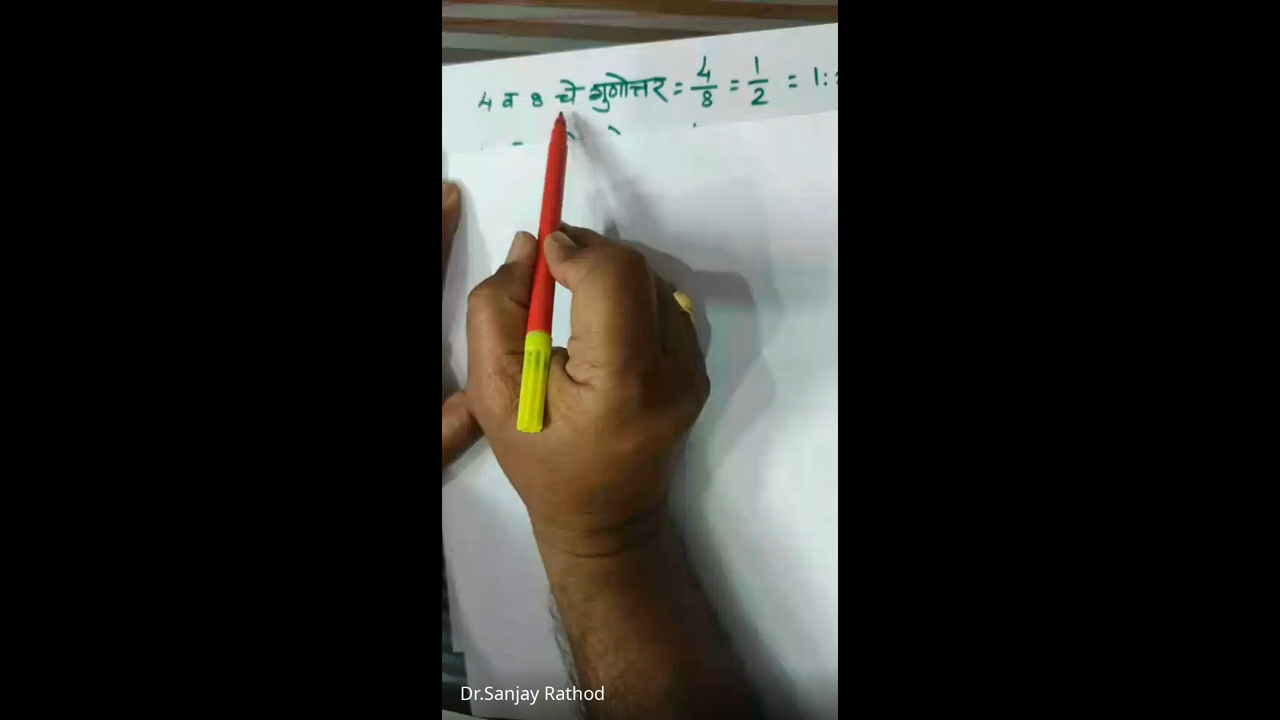 4 व 8 चे गुणोत्तर = 4/8 = 1/2 = 1:
Dr.Sanjay Rathod